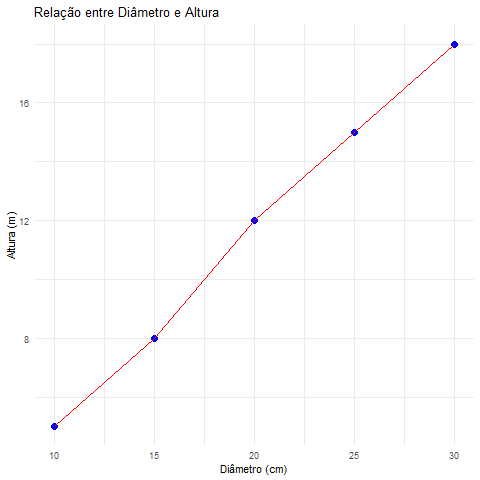 Relação entre Diâmetro e Altura
16
12
8
Altura (m)
10 15 20 25 30
Diâmetro (cm)